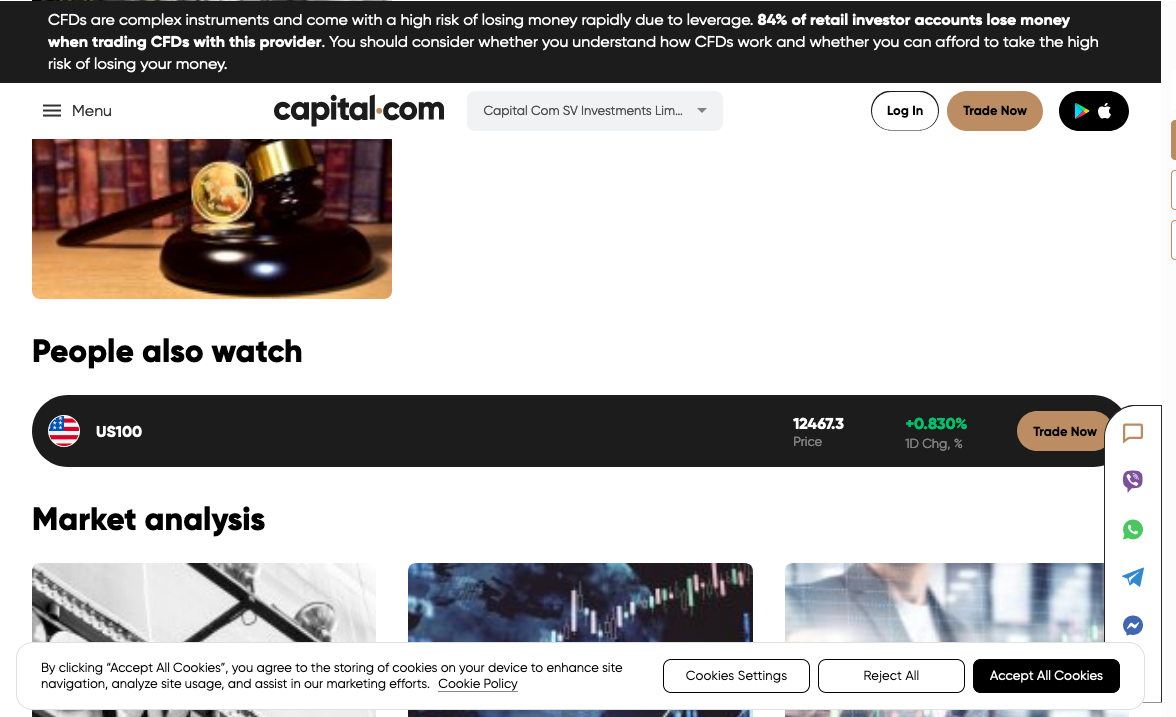 CFDs are complex instruments and come with a high risk of losing money rapidly due to leverage. 84% of retail investor accounts lose money
when trading CFDs with this provider. You should consider whether you understand how CFDs work and whether you can afford to take the high
risk of losing your money.
Menu
capital.com
Capital Com SV Investments Lim...
Log In
Trade Now
People also watch
US100
12467.3
Price
+0.830%
1D Chg, %
Trade Now
Market analysis
By clicking “Accept All Cookies”, you agree to the storing of cookies on your device to enhance site
navigation, analyze site usage, and assist in our marketing efforts. Cookie Policy
Cookies Settings
Reject All
Accept All Cookies